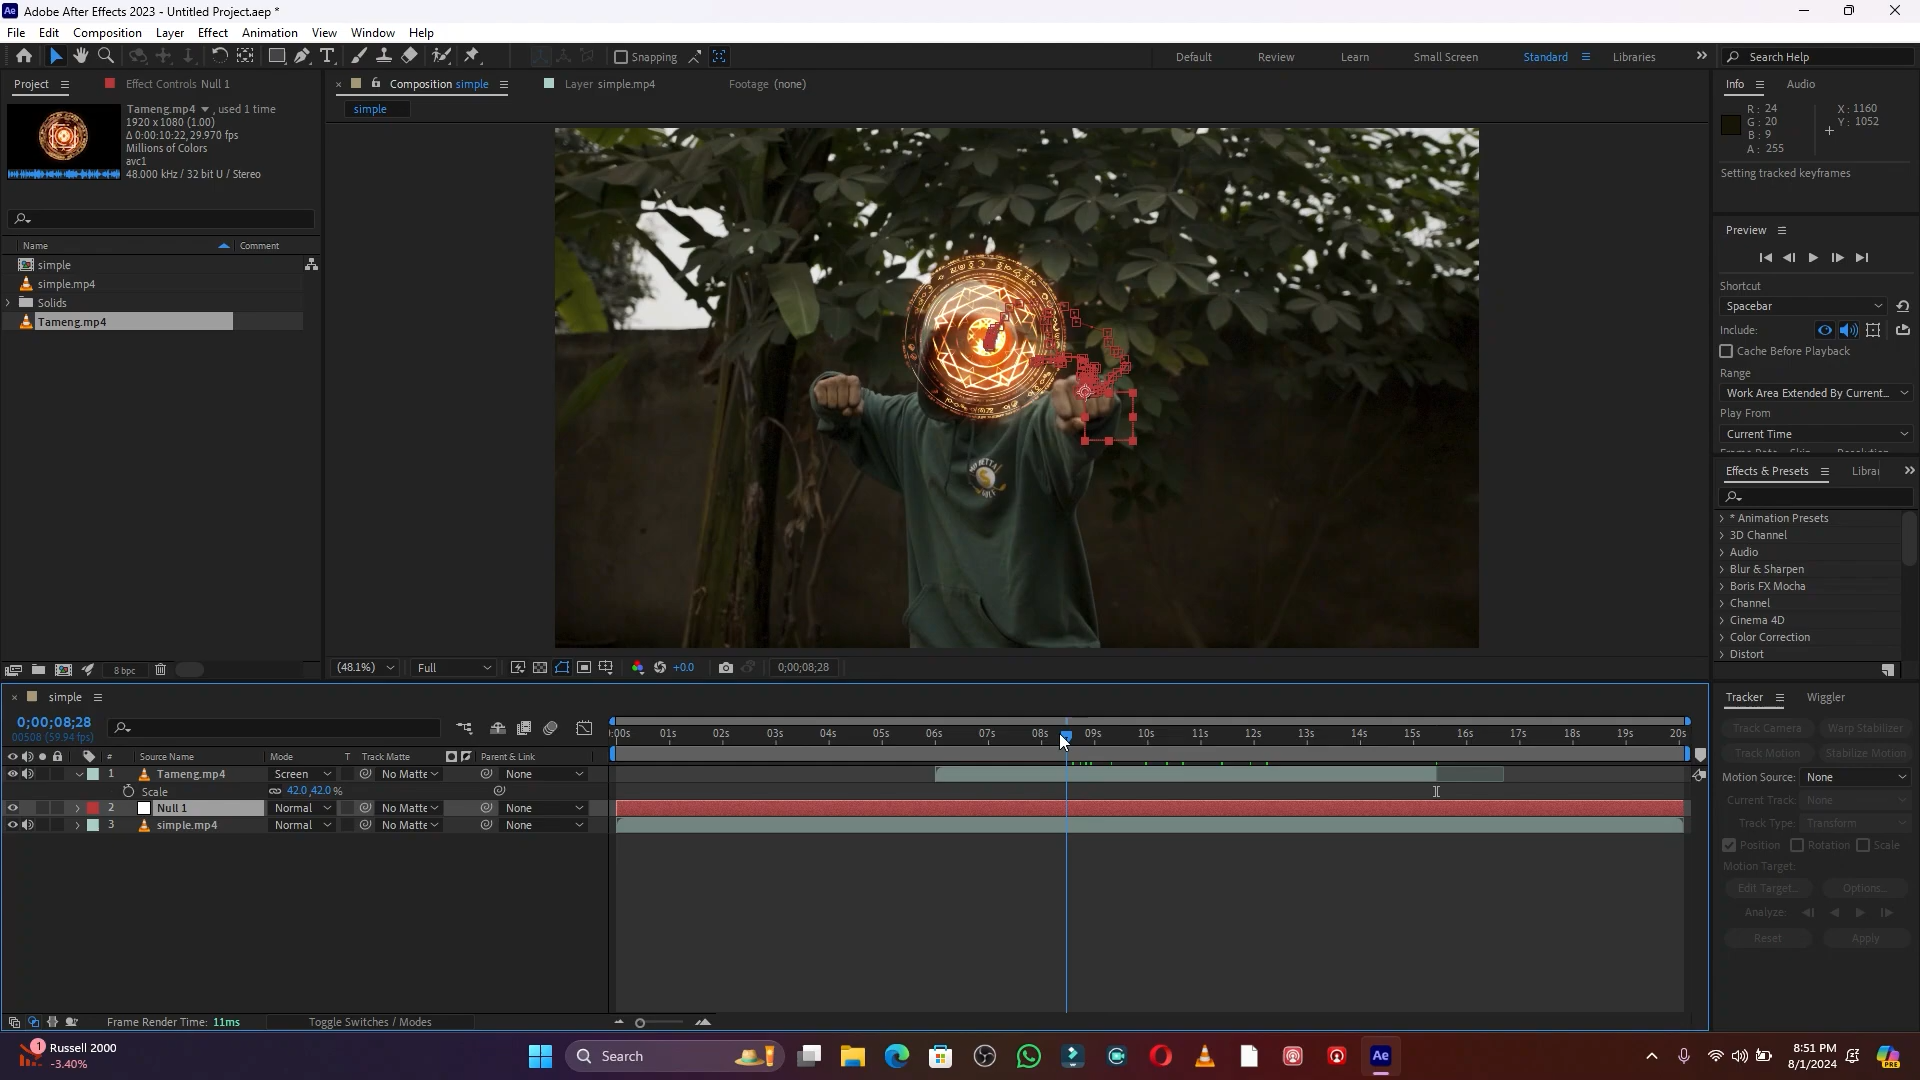 Adobe After Effects 2023 - Untitled Project.aep *
File Edit Composition Layer Effect Animation View Window Help
Snapping
Default Review Learn Small Screen Standard Libraries
Search Help
Project Effect Controls Null 1
Tameng.mp4 , used 1 time
1920 x 1080 (1.00)
Δ 0:00:10:22, 29.970 fps
Millions of Colors
avc1
48.000 kHz / 32 bit U / Stereo
Name Comment
simple
simple.mp4
Solids
Tameng.mp4
8 bpc
Composition simple
Layer simple.mp4
Footage (none)
simple
(48.1%) Full +0.0 0;00;08;28
Info Audio
R: 24
G: 20
B: 9
A: 255
X: 1160
Y: 1052
Setting tracked keyframes
Preview
Shortcut
Spacebar
Include:
Cache Before Playback
Range
Work Area Extended By Current...
Play From
Current Time
Effects & Presets Librar
* Animation Presets
3D Channel
Audio
Blur & Sharpen
Boris FX Mocha
Channel
Cinema 4D
Color Correction
Distort
simple
0;00;08;28
00508 (59.94 fps)
:00s 01s 02s 03s 04s 05s 06s 07s 08s 09s 10s 11s 12s 13s 14s 15s 16s 17s 18s 19s 20s
# Source Name Mode T Track Matte Parent & Link
1 Tameng.mp4 Screen No Matte None
Scale 42.0,42.0 %
2 Null 1 Normal No Matte None
3 simple.mp4 Normal No Matte None
Frame Render Time: 11ms Toggle Switches / Modes
Tracker Wiggler
Track Camera Warp Stabilizer
Track Motion Stabilize Motion
Motion Source: None
Current Track: None
Track Type: Transform
Position Rotation Scale
Motion Target:
Edit Target... Options...
Analyze:
Reset Apply
1
Russell 2000
-3.40%
Search
Ae
8:51 PM
8/1/2024
PRE